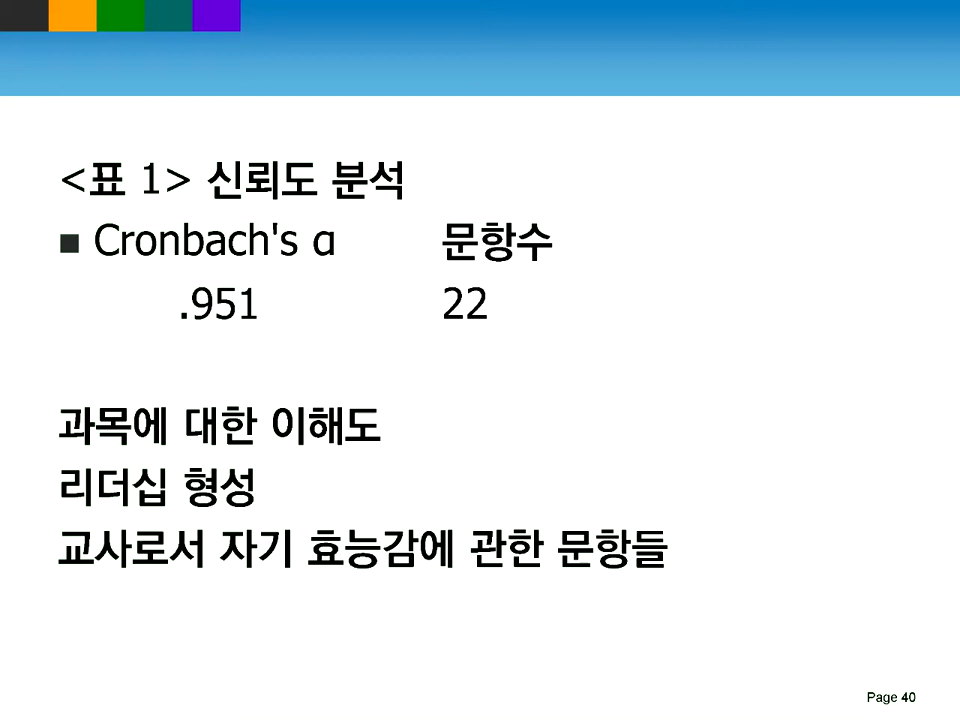 <표 1> 신뢰도 분석
■ Cronbach's α 문항수
.951 22
과목에 대한 이해도
리더십 형성
교사로서 자기 효능감에 관한 문항들
Page 40